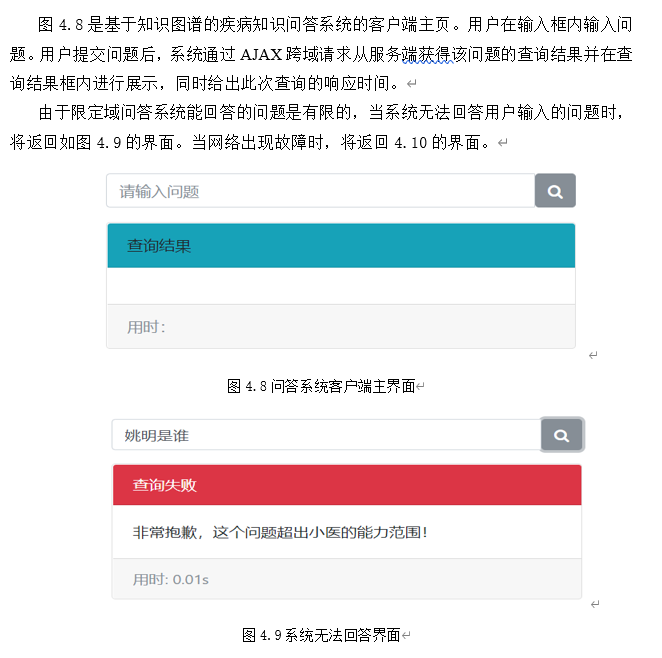 图 4.8 是基于知识图谱的疾病知识问答系统的客户端主页。用户在输入框内输入问
题。用户提交问题后，系统通过 AJAX 跨域请求从服务端获得该问题的查询结果并在查
询结果框内进行展示，同时给出此次查询的响应时间。↵
由于限定域问答系统能回答的问题是有限的，当系统无法回答用户输入的问题时，
将返回如图 4.9 的界面。当网络出现故障时，将返回 4.10 的界面。↵
请输入问题
查询结果
用时：
↵
图 4.8 问答系统客户端主界面↵
姚明是谁
查询失败
非常抱歉，这个问题超出小医的能力范围！
用时: 0.01s
↵
图 4.9 系统无法回答界面↵